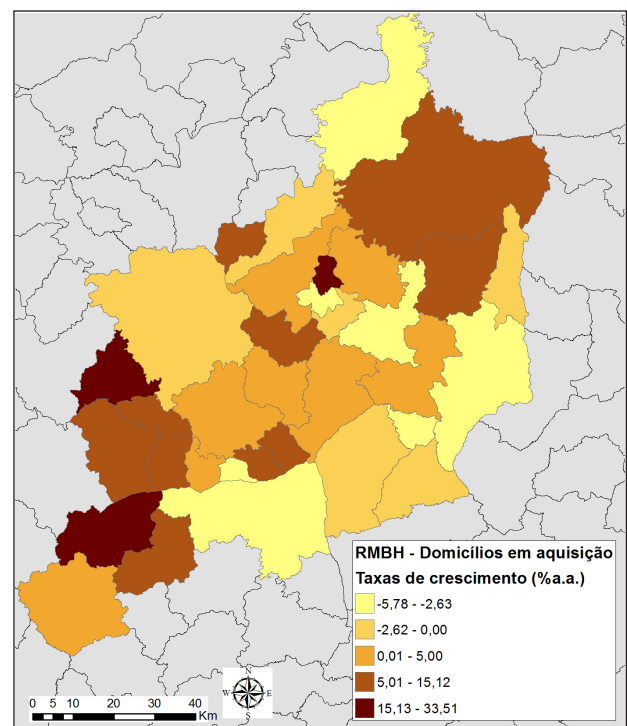 RMBH - Domicílios em aquisição
Taxas de crescimento (%a.a.)
-5,78 - -2,63
-2,62 - 0,00
0,01 - 5,00
5,01 - 15,12
15,13 - 33,51
N
W E
S
0 5 10 20 30 40
Km